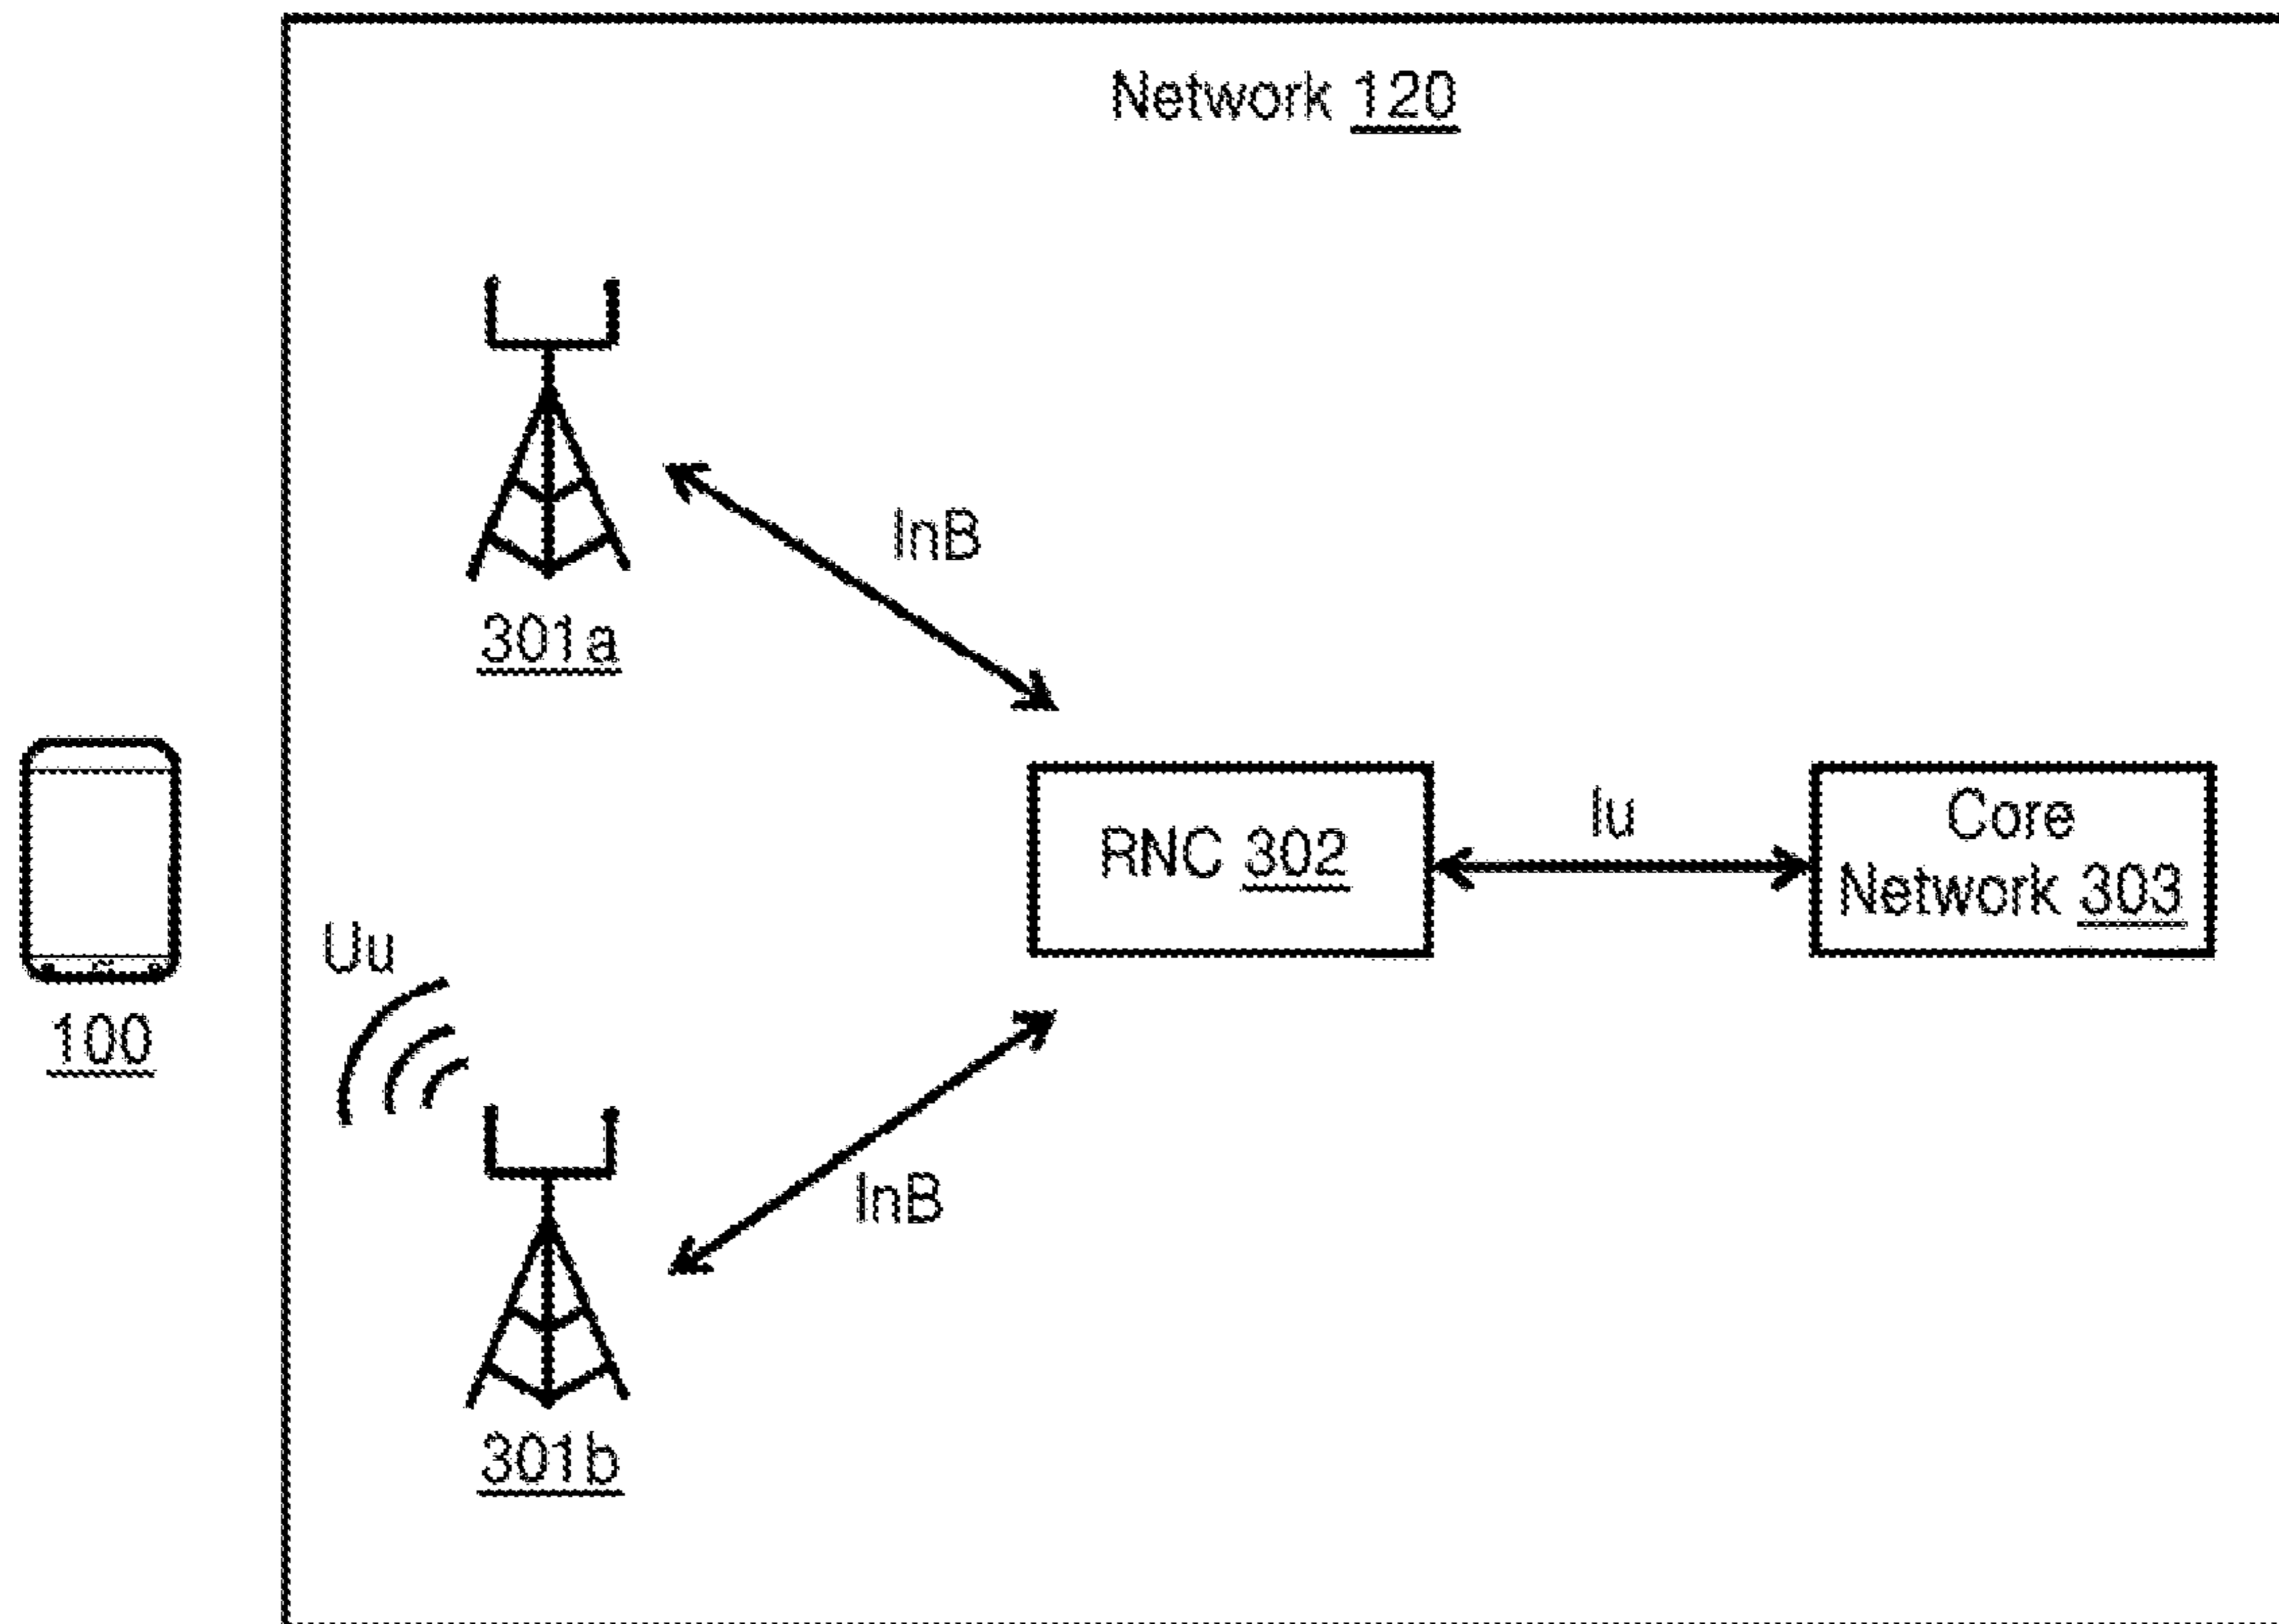 Network 120
InB
301a
100
Uu
RNC 302
Iu
Core
Network 303
InB
301b